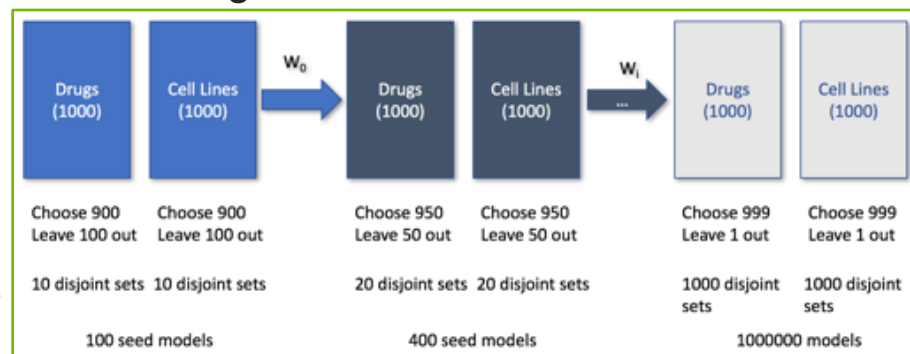 Drugs
(1000)
Cell Lines
(1000)
W₀
Drugs
(1000)
Cell Lines
(1000)
Wᵢ
...
Drugs
(1000)
Cell Lines
(1000)
Choose 900
Leave 100 out
Choose 900
Leave 100 out
Choose 950
Leave 50 out
Choose 950
Leave 50 out
Choose 999
Leave 1 out
Choose 999
Leave 1 out
10 disjoint sets
10 disjoint sets
20 disjoint sets
20 disjoint sets
1000 disjoint
sets
1000 disjoint
sets
100 seed models
400 seed models
1000000 models